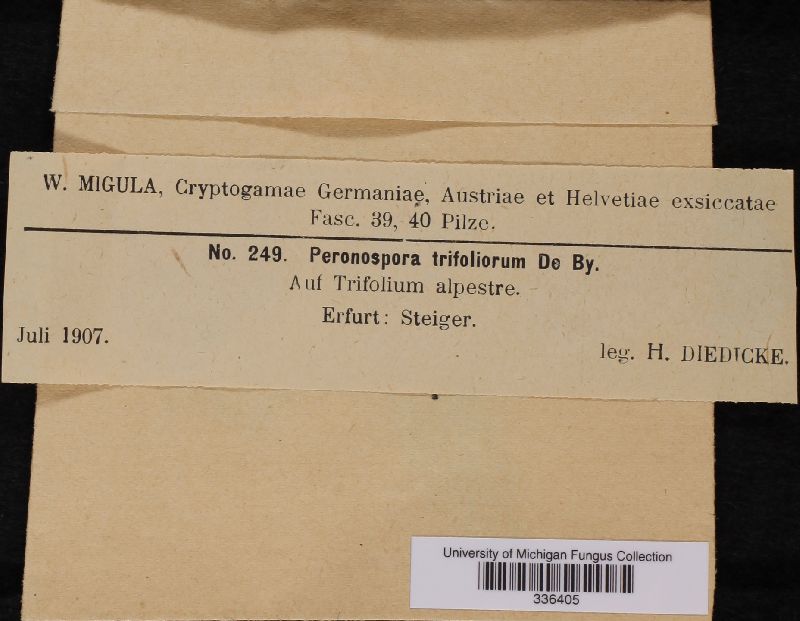 W. MIGULA, Cryptogamae Germaniae, Austriae et Helvetiae exsiccatae
Fasc. 39, 40 Pilze.
No. 249. Peronospora trifoliorum De By.
Auf Trifolium alpestre.
Erfurt: Steiger.
Juli 1907.
leg. H. DIEDICKE.
University of Michigan Fungus Collection
336405